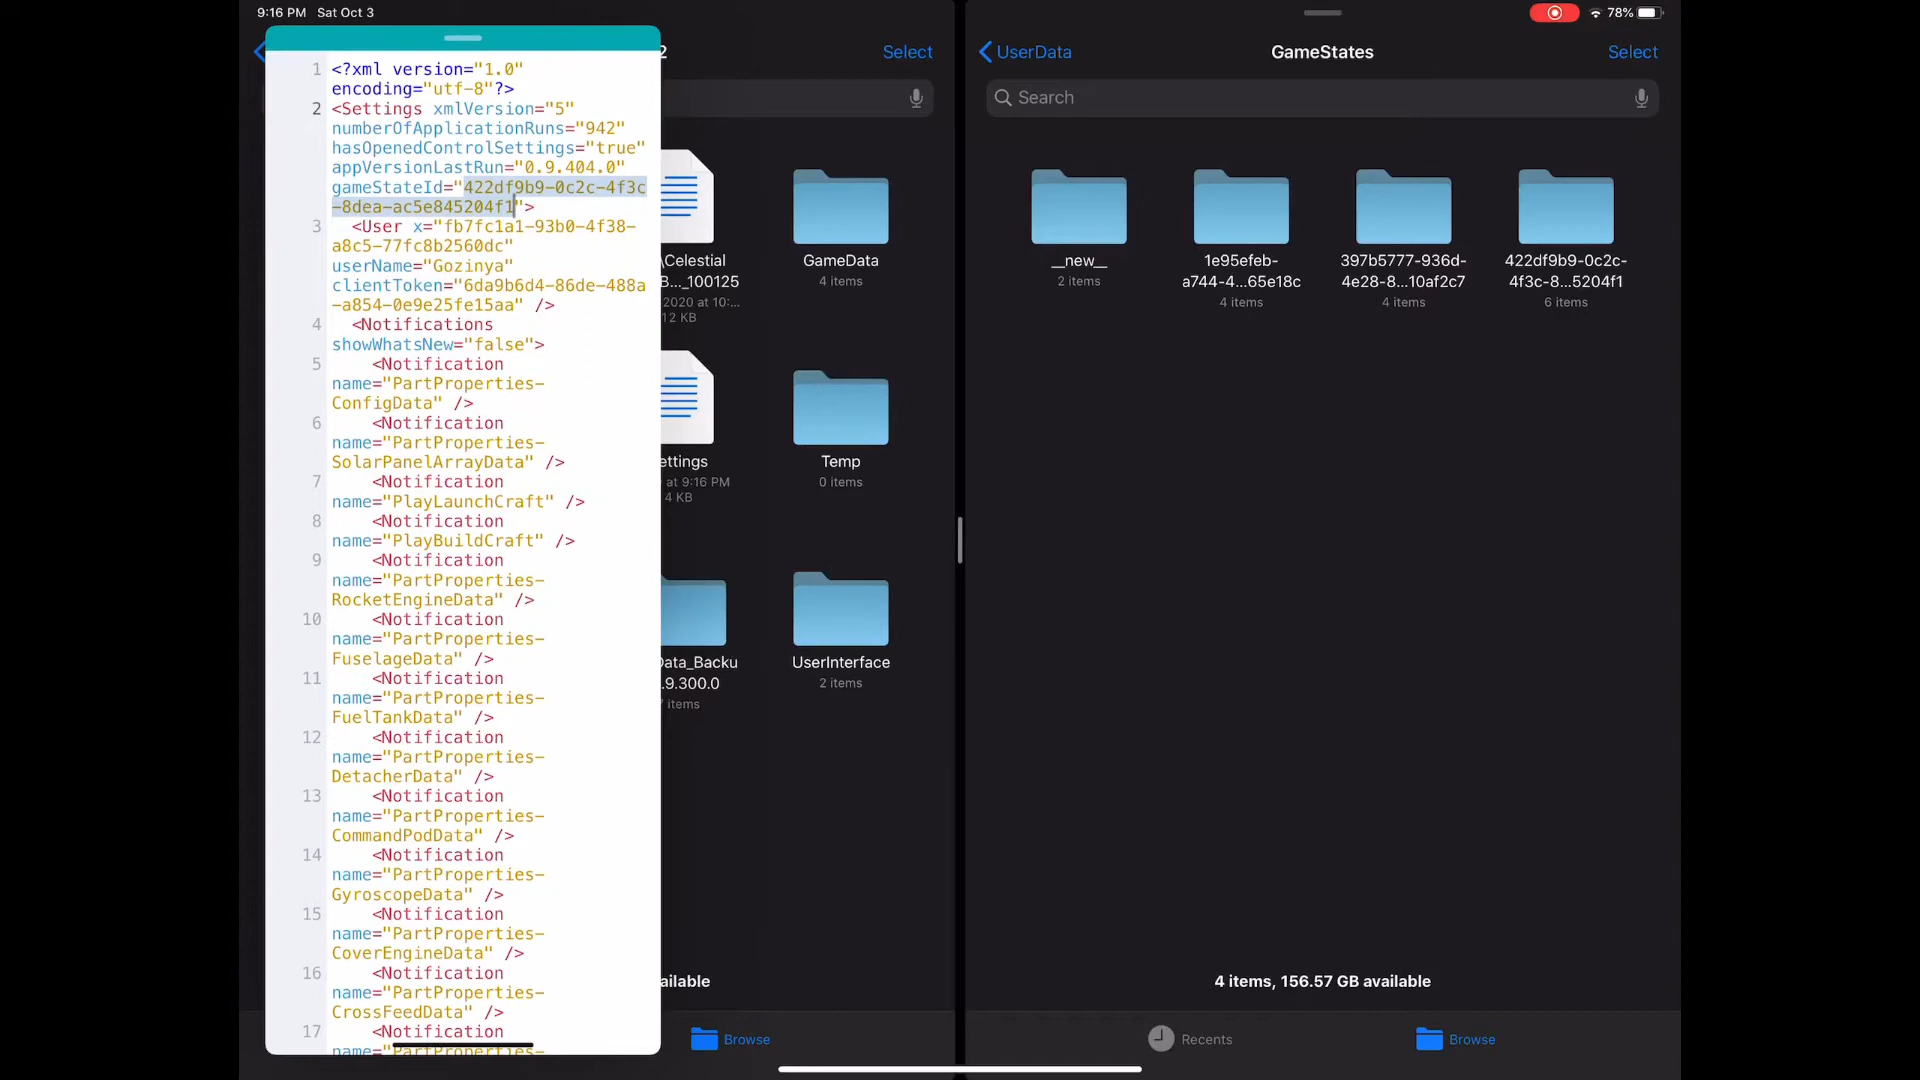 9:16 PM Sat Oct 3
78%
2
Select
UserData
GameStates
Select
Search
1 <?xml version="1.0"
encoding="utf-8"?>
2 <Settings xmlVersion="5"
numberOfApplicationRuns="942"
hasOpenedControlSettings="true"
appVersionLastRun="0.9.404.0"
gameStateId="422df9b9-0c2c-4f3c
-8dea-ac5e845204f1">
3 <User x="fb7fc1a1-93b0-4f38-
a8c5-77fc8b2560dc"
userName="Gozinya"
clientToken="6da9b6d4-86de-488a
-a854-0e9e25fe15aa" />
4 <Notifications
showWhatsNew="false">
5 <Notification
name="PartProperties-
ConfigData" />
6 <Notification
name="PartProperties-
SolarPanelArrayData" />
7 <Notification
name="PlayLaunchCraft" />
8 <Notification
name="PlayBuildCraft" />
9 <Notification
name="PartProperties-
RocketEngineData" />
10 <Notification
name="PartProperties-
FuselageData" />
11 <Notification
name="PartProperties-
FuelTankData" />
12 <Notification
name="PartProperties-
DetacherData" />
13 <Notification
name="PartProperties-
CommandPodData" />
14 <Notification
name="PartProperties-
GyroscopeData" />
15 <Notification
name="PartProperties-
CoverEngineData" />
16 <Notification
name="PartProperties-
CrossFeedData" />
17 <Notification
name="PartProperties-
\Celestial
B..._100125
2020 at 10:...
12 KB
GameData
4 items
ettings
at 9:16 PM
4 KB
Temp
0 items
Data_Backu
.9.300.0
items
UserInterface
2 items
ailable
Browse
__new__
2 items
1e95efeb-
a744-4...65e18c
4 items
397b5777-936d-
4e28-8...10af2c7
4 items
422df9b9-0c2c-
4f3c-8...5204f1
6 items
4 items, 156.57 GB available
Recents
Browse